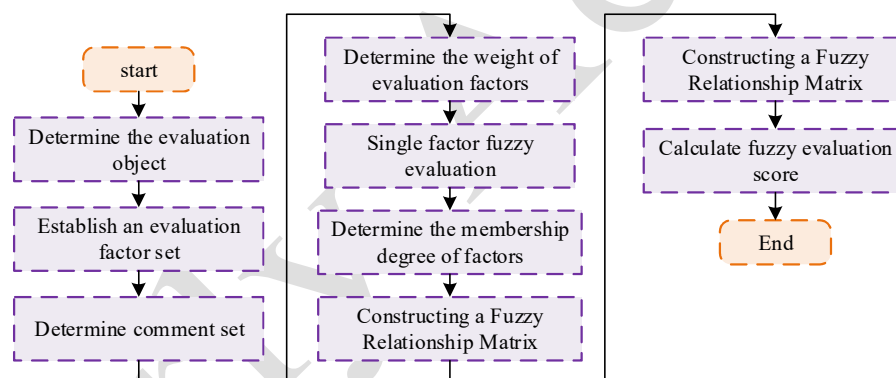 start
Determine the evaluation
object
Establish an evaluation
factor set
Determine comment set
Determine the weight of
evaluation factors
Single factor fuzzy
evaluation
Determine the membership
degree of factors
Constructing a Fuzzy
Relationship Matrix
Constructing a Fuzzy
Relationship Matrix
Calculate fuzzy evaluation
score
End